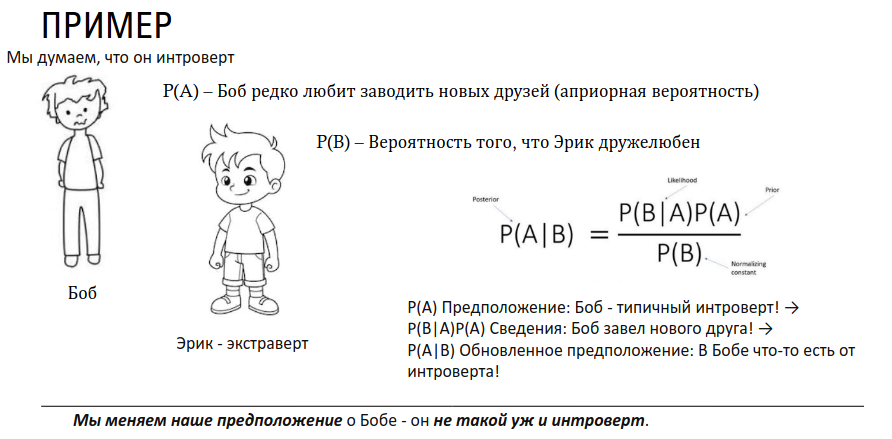 ПРИМЕР
Мы думаем, что он интроверт
P(A) – Боб редко любит заводить новых друзей (априорная вероятность)
P(B) – Вероятность того, что Эрик дружелюбен
Likelihood
Posterior
Prior
P(A|B) = P(B|A)P(A)
P(B)
Normalizing
constant
Боб
Эрик - экстраверт
P(A) Предположение: Боб - типичный интроверт! →
P(B|A)P(A) Сведения: Боб завел нового друга! →
P(A|B) Обновленное предположение: В Бобе что-то есть от
интроверта!
Мы меняем наше предположение о Бобе - он не такой уж и интроверт.